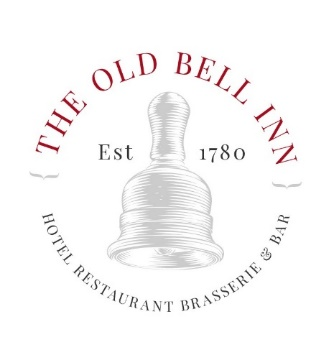 THE OLD BELL INN
Est 1780
HOTEL RESTAURANT BRASSERIE & BAR